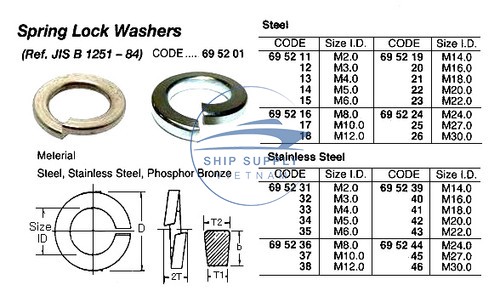 Spring Lock Washers
(Ref. JIS B 1251 – 84) CODE .... 69 52 01
Meterial
Steel, Stainless Steel, Phosphor Bronze
Size
ID
D
2T
T2
b
T1
SHIP SUPPLY
Steel
CODE Size I.D. CODE Size I.D.
69 52 11 M2.0 69 52 19 M14.0
12 M3.0 20 M16.0
13 M4.0 21 M18.0
14 M5.0 22 M20.0
15 M6.0 23 M22.0
69 52 16 M8.0 69 52 24 M24.0
17 M10.0 25 M27.0
18 M12.0 26 M30.0
Stainless Steel
CODE Size I.D. CODE Size I.D.
69 52 31 M2.0 69 52 39 M14.0
32 M3.0 40 M16.0
33 M4.0 41 M18.0
34 M5.0 42 M20.0
35 M6.0 43 M22.0
69 52 36 M8.0 69 52 44 M24.0
37 M10.0 45 M27.0
38 M12.0 46 M30.0